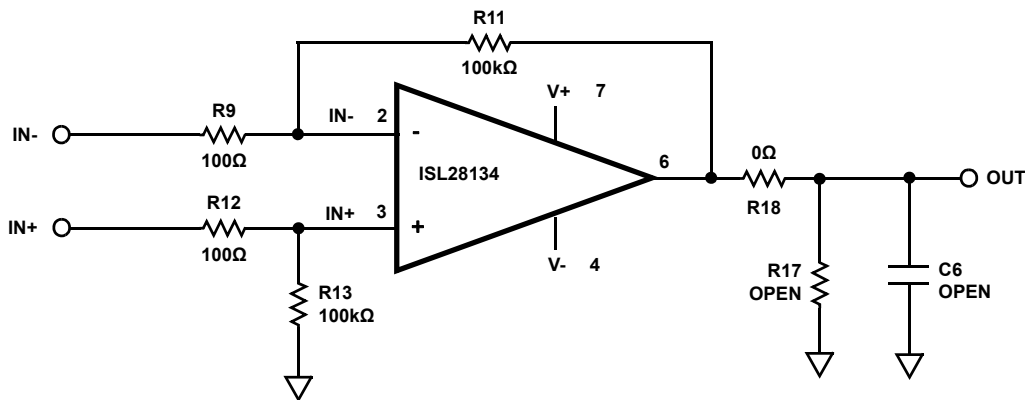 R11
100kΩ
V+ 7
R9
IN- 2
IN-
-
100Ω
6
0Ω
ISL28134
OUT
R12
IN+ 3
R18
IN+
+
100Ω
V- 4
R17
OPEN
C6
OPEN
R13
100kΩ